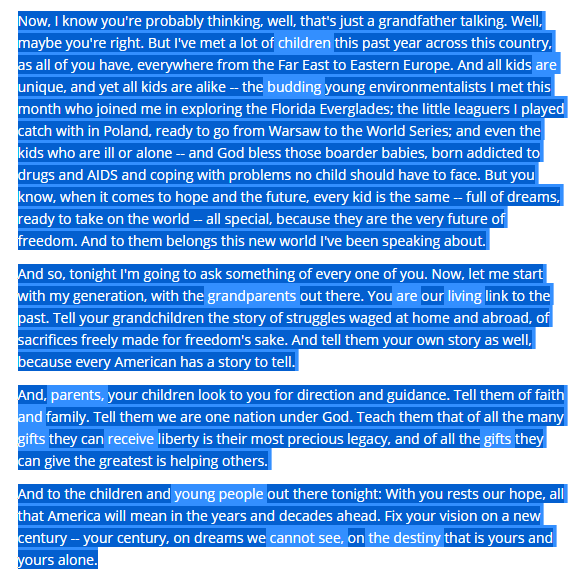 Now, I know you're probably thinking, well, that's just a grandfather talking. Well,
maybe you're right. But I've met a lot of children this past year across this country,
as all of you have, everywhere from the Far East to Eastern Europe. And all kids are
unique, and yet all kids are alike -- the budding young environmentalists I met this
month who joined me in exploring the Florida Everglades; the little leaguers I played
catch with in Poland, ready to go from Warsaw to the World Series; and even the
kids who are ill or alone -- and God bless those boarder babies, born addicted to
drugs and AIDS and coping with problems no child should have to face. But you
know, when it comes to hope and the future, every kid is the same -- full of dreams,
ready to take on the world -- all special, because they are the very future of
freedom. And to them belongs this new world I've been speaking about.
And so, tonight I'm going to ask something of every one of you. Now, let me start
with my generation, with the grandparents out there. You are our living link to the
past. Tell your grandchildren the story of struggles waged at home and abroad, of
sacrifices freely made for freedom's sake. And tell them your own story as well,
because every American has a story to tell.
And, parents, your children look to you for direction and guidance. Tell them of faith
and family. Tell them we are one nation under God. Teach them that of all the many
gifts they can receive liberty is their most precious legacy, and of all the gifts they
can give the greatest is helping others.
And to the children and young people out there tonight: With you rests our hope, all
that America will mean in the years and decades ahead. Fix your vision on a new
century -- your century, on dreams we cannot see, on the destiny that is yours and
yours alone.